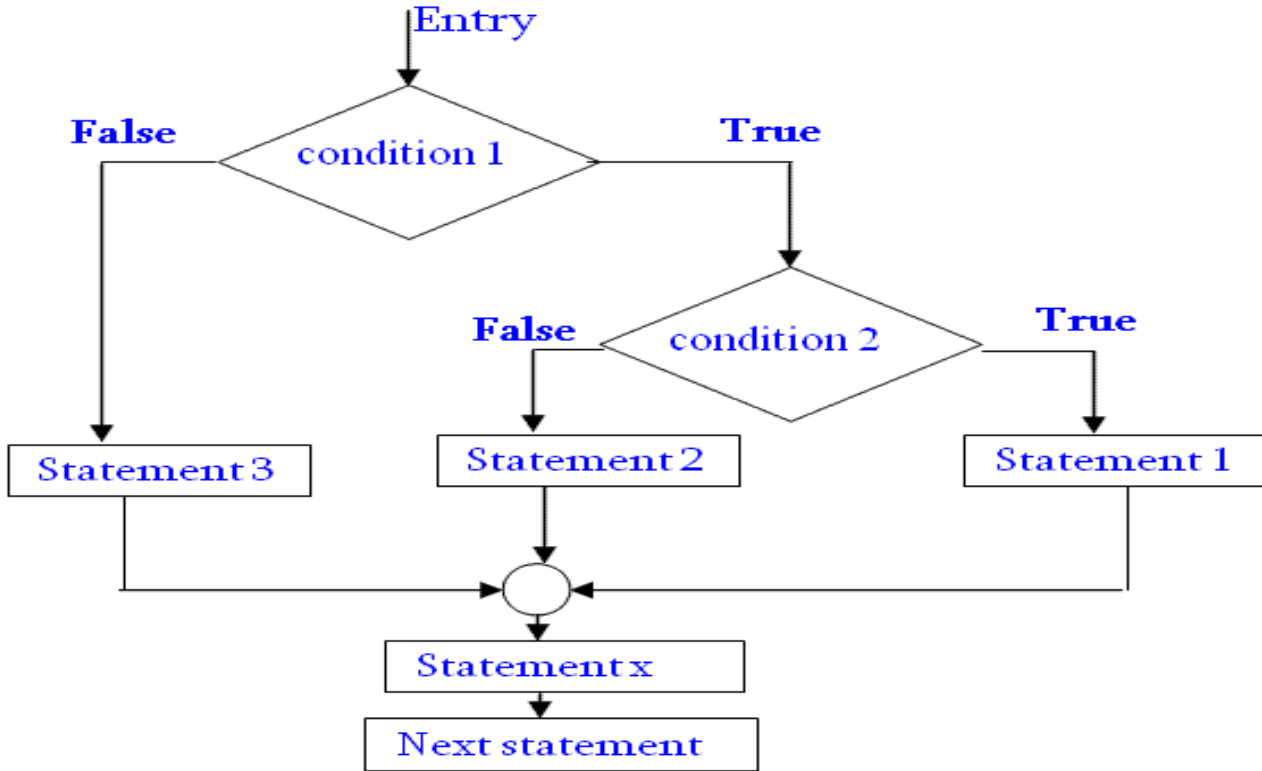 Entry
False
True
condition 1
False
True
condition 2
Statement 3
Statement 2
Statement 1
Statement x
Next statement